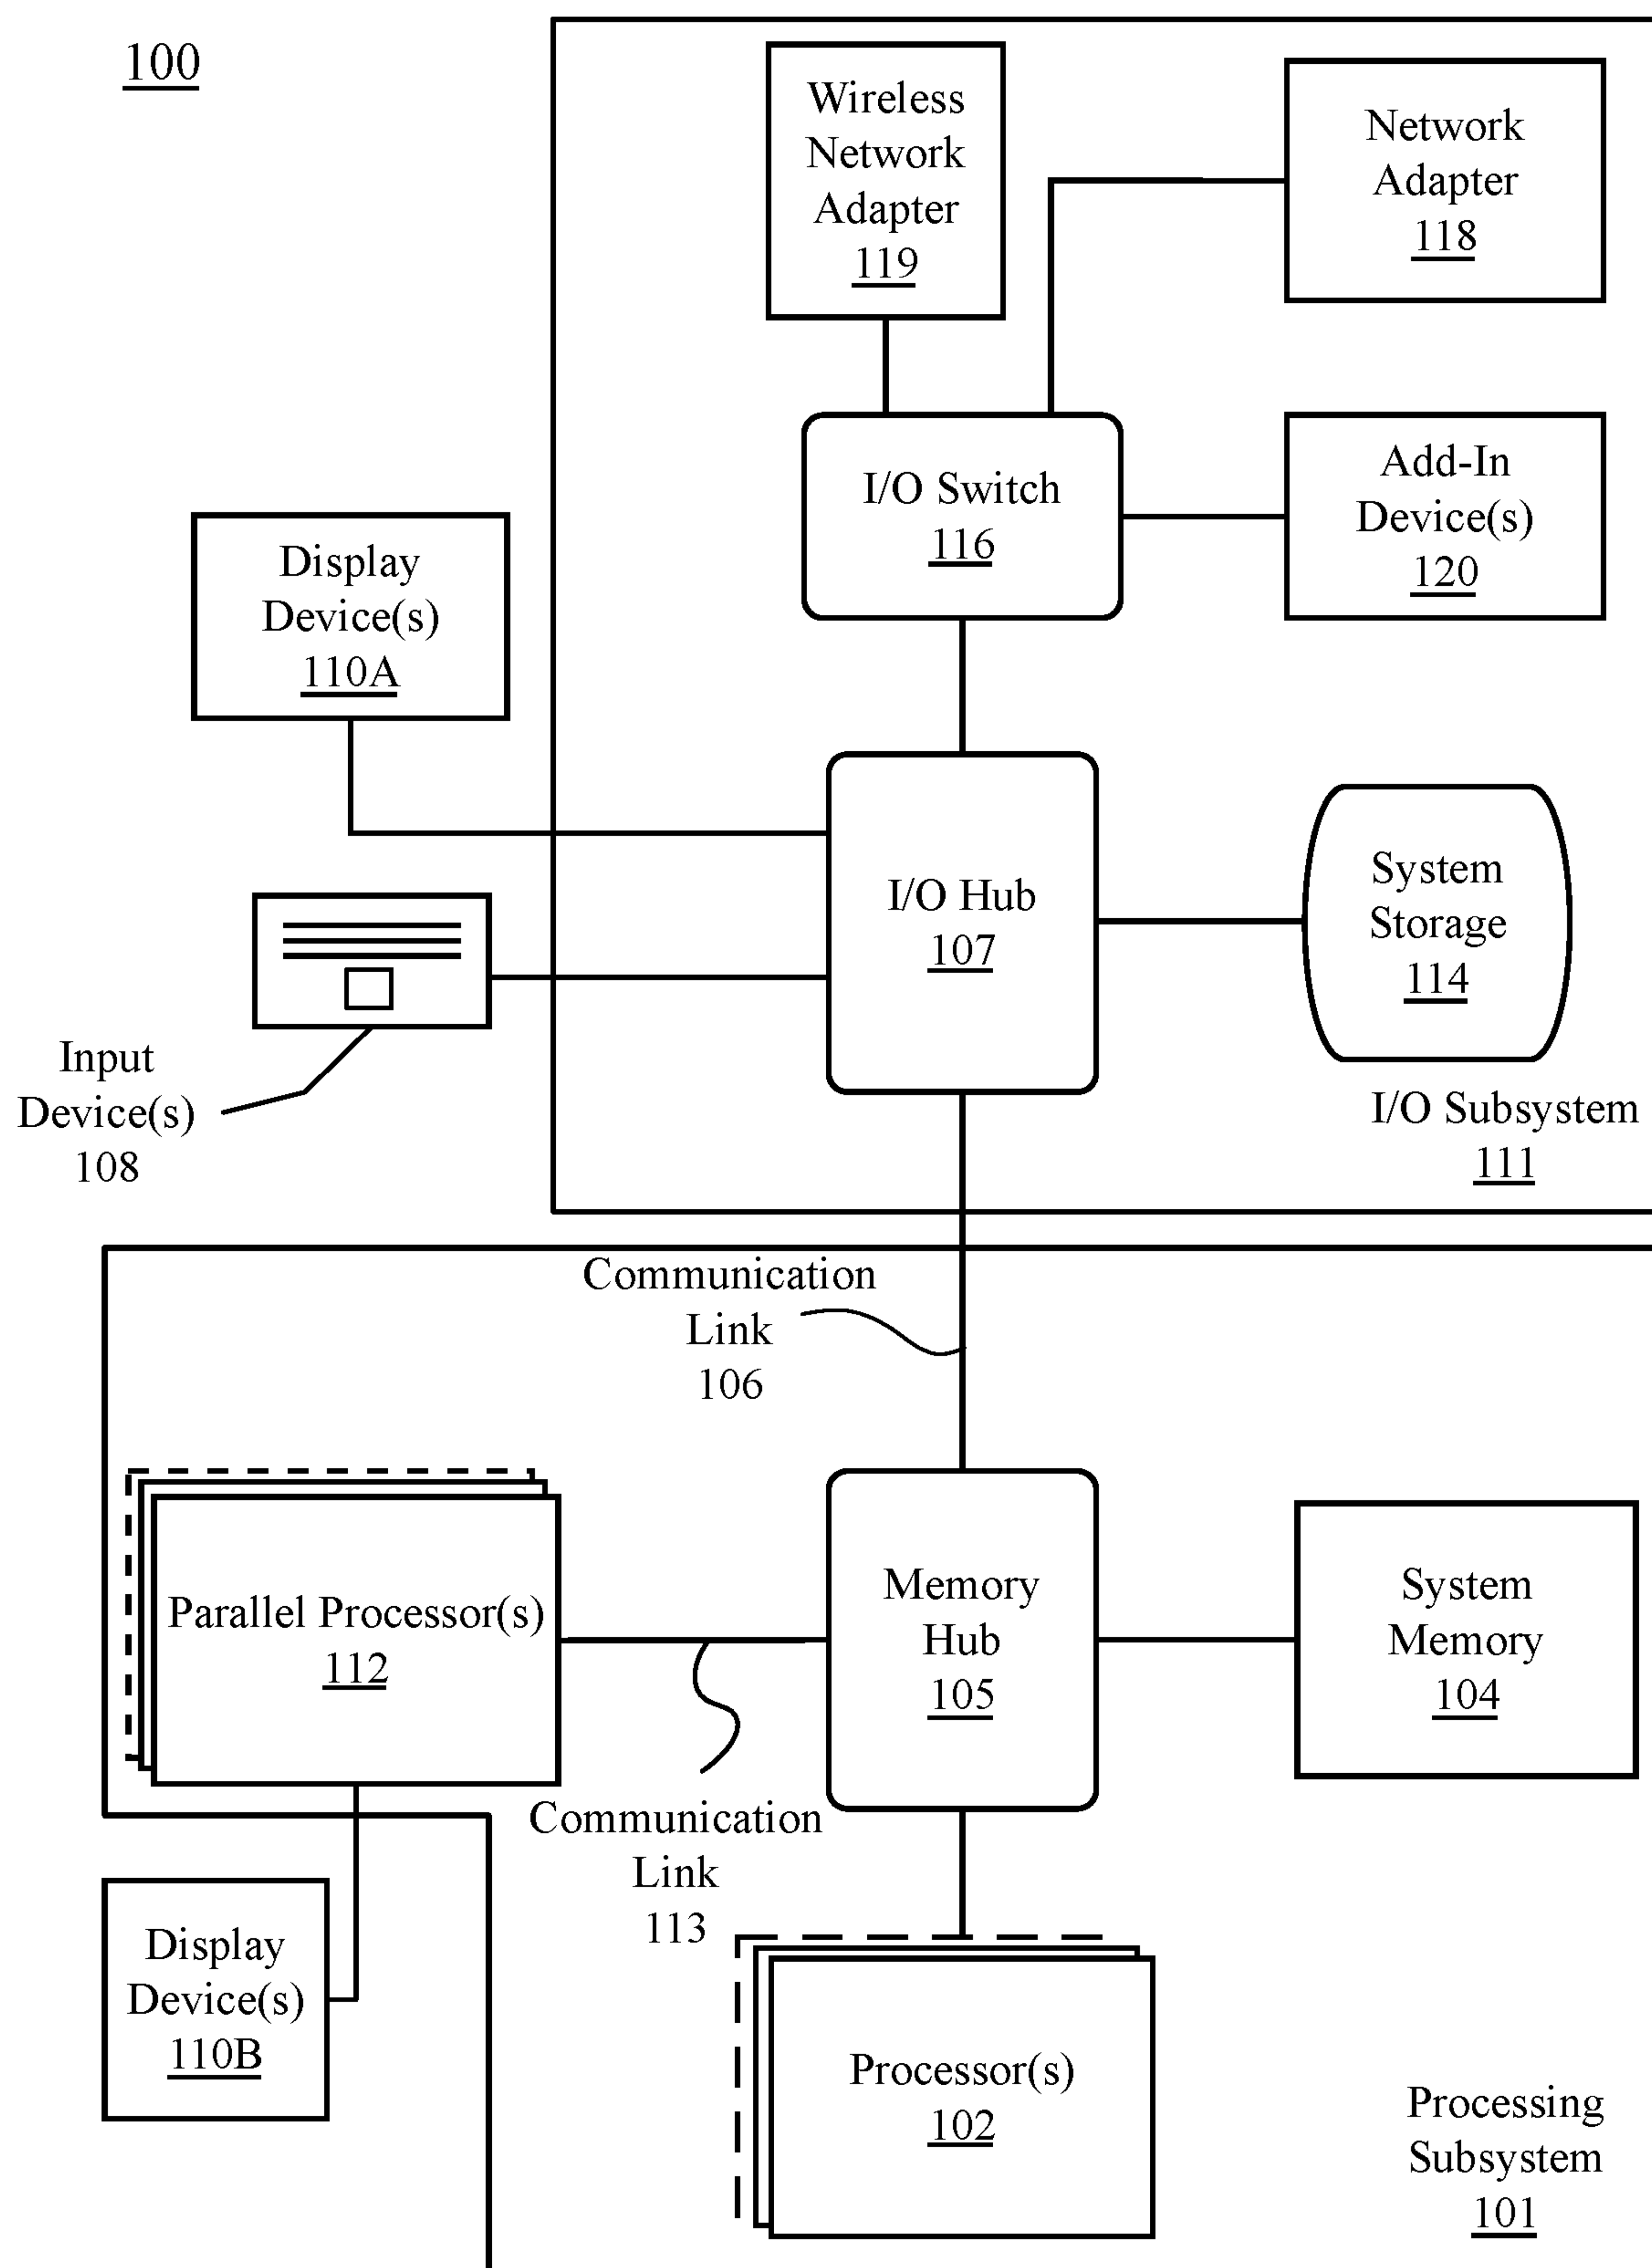 100
Wireless
Network
Adapter
119
Network
Adapter
118
I/O Switch
116
Add-In
Device(s)
120
Display
Device(s)
110A
I/O Hub
107
System
Storage
114
Input
Device(s)
108
I/O Subsystem
111
Communication
Link
106
Parallel Processor(s)
112
Memory
Hub
105
System
Memory
104
Communication
Link
113
Display
Device(s)
110B
Processor(s)
102
Processing
Subsystem
101